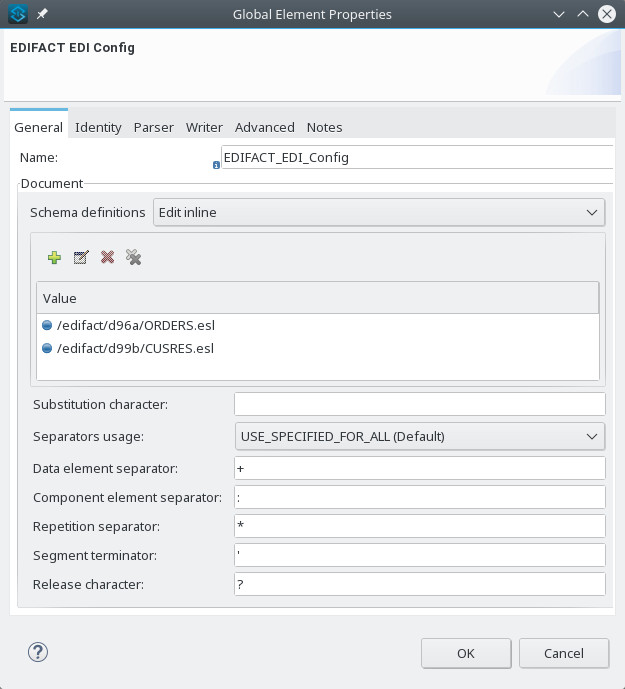 Global Element Properties
EDIFACT EDI Config
General Identity Parser Writer Advanced Notes
Name: EDIFACT_EDI_Config
Document
Schema definitions Edit inline
Value
/edifact/d96a/ORDERS.esl
/edifact/d99b/CUSRES.esl
Substitution character:
Separators usage: USE_SPECIFIED_FOR_ALL (Default)
Data element separator: +
Component element separator: :
Repetition separator: *
Segment terminator: '
Release character: ?
? OK Cancel